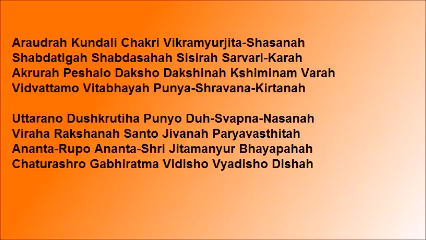 Araudrah Kundali Chakri Vikramyurjita-Shasanah
Shabdatigah Shabdasahah Sisirah Sarvari-Karah
Akrurah Peshalo Daksho Dakshinah Kshiminam Varah
Vidvattamo Vitabhayah Punya-Shravana-Kirtanah

Uttarano Dushkrutiha Punyo Duh-Svapna-Nasanah
Viraha Rakshanah Santo Jivanah Paryavasthitah
Ananta-Rupo Ananta-Shri Jitamanyur Bhayapahah
Chaturashro Gabhiratma Vidisho Vyadisho Dishah